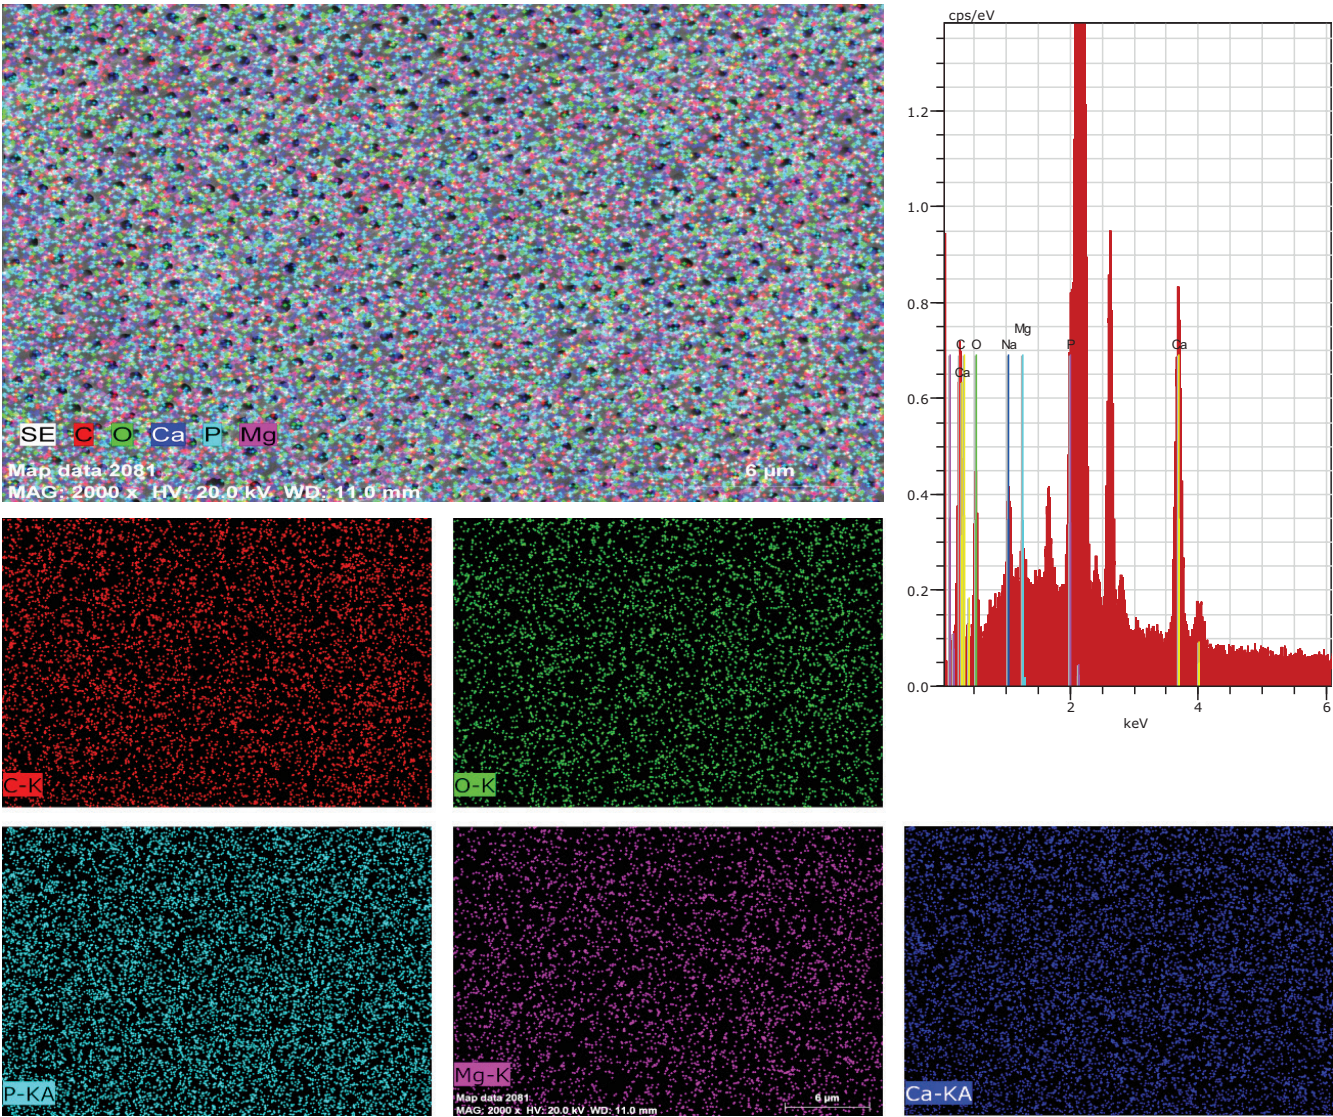 SE C O Ca P Mg
Map data 2081
MAG: 2000 x HV: 20.0 kV WD: 11.0 mm
6 µm
cps/eV
1.2
1.0
0.8
0.6
0.4
0.2
0.0
Mg
C O Na P Ca
Ca
2 4 6
keV
C-K
O-K
P-KA
Mg-K
Map data 2081
MAG: 2000 x HV: 20.0 kV WD: 11.0 mm
6 µm
Ca-KA